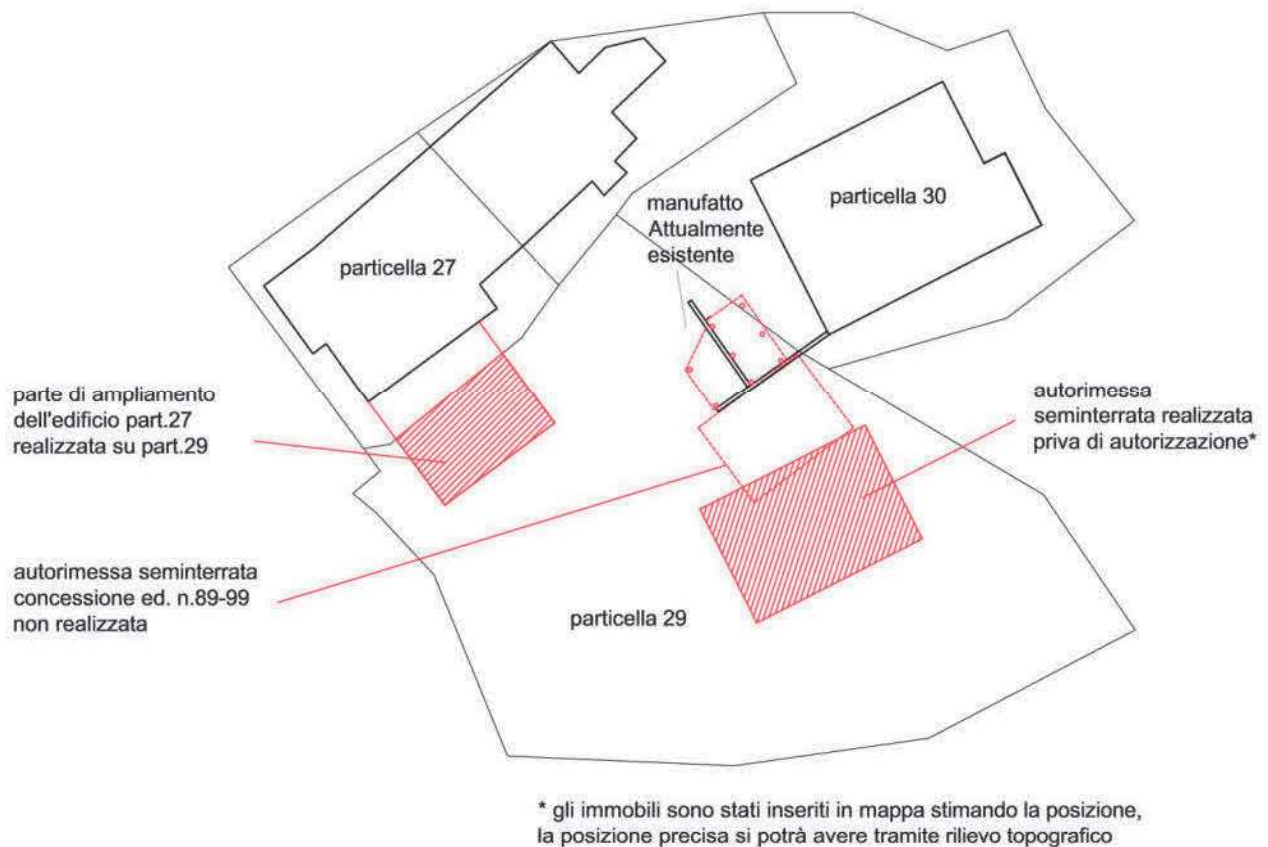 manufatto
Attualmente
esistente
particella 30
particella 27
parte di ampliamento
dell'edificio part.27
realizzata su part.29
autorimessa
seminterrata realizzata
priva di autorizzazione*
autorimessa seminterrata
concessione ed. n.89-99
non realizzata
particella 29
* gli immobili sono stati inseriti in mappa stimando la posizione,
la posizione precisa si potrà avere tramite rilievo topografico